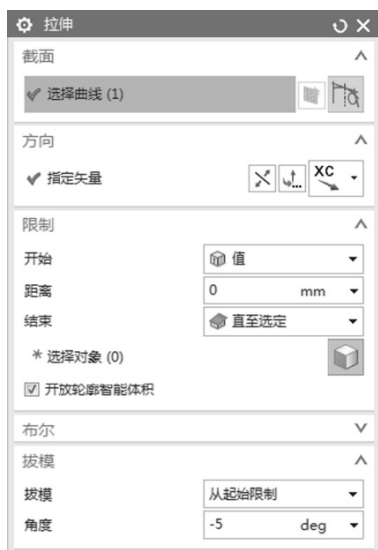 拉伸
截面
选择曲线 (1)
方向
指定矢量 XC
限制
开始 值
距离 0 mm
结束 直至选定
* 选择对象 (0)
开放轮廓智能体积
布尔
拔模
拔模 从起始限制
角度 -5 deg